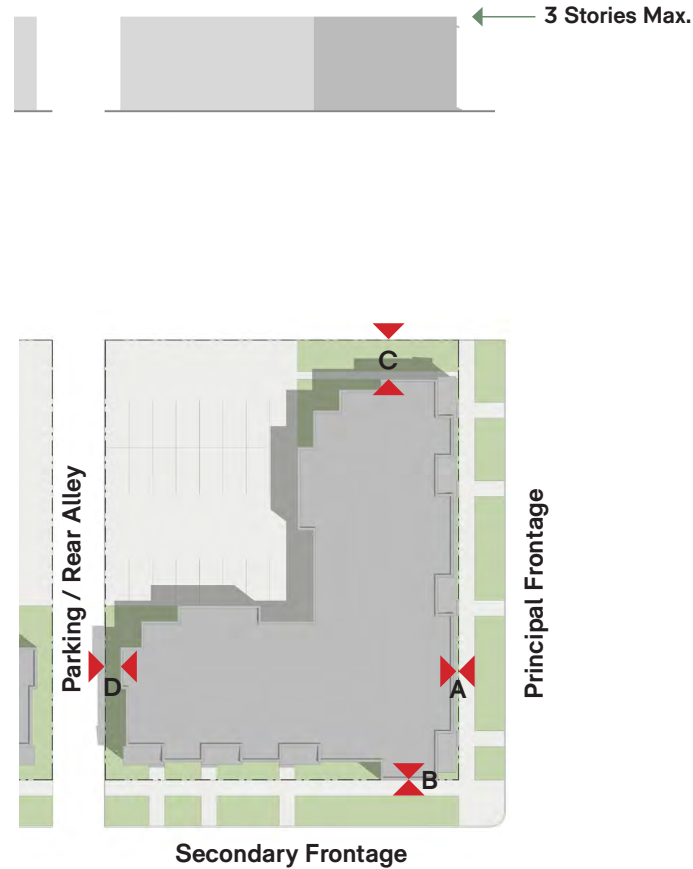 3 Stories Max.
C
Parking / Rear Alley
Principal Frontage
D
A
B
Secondary Frontage